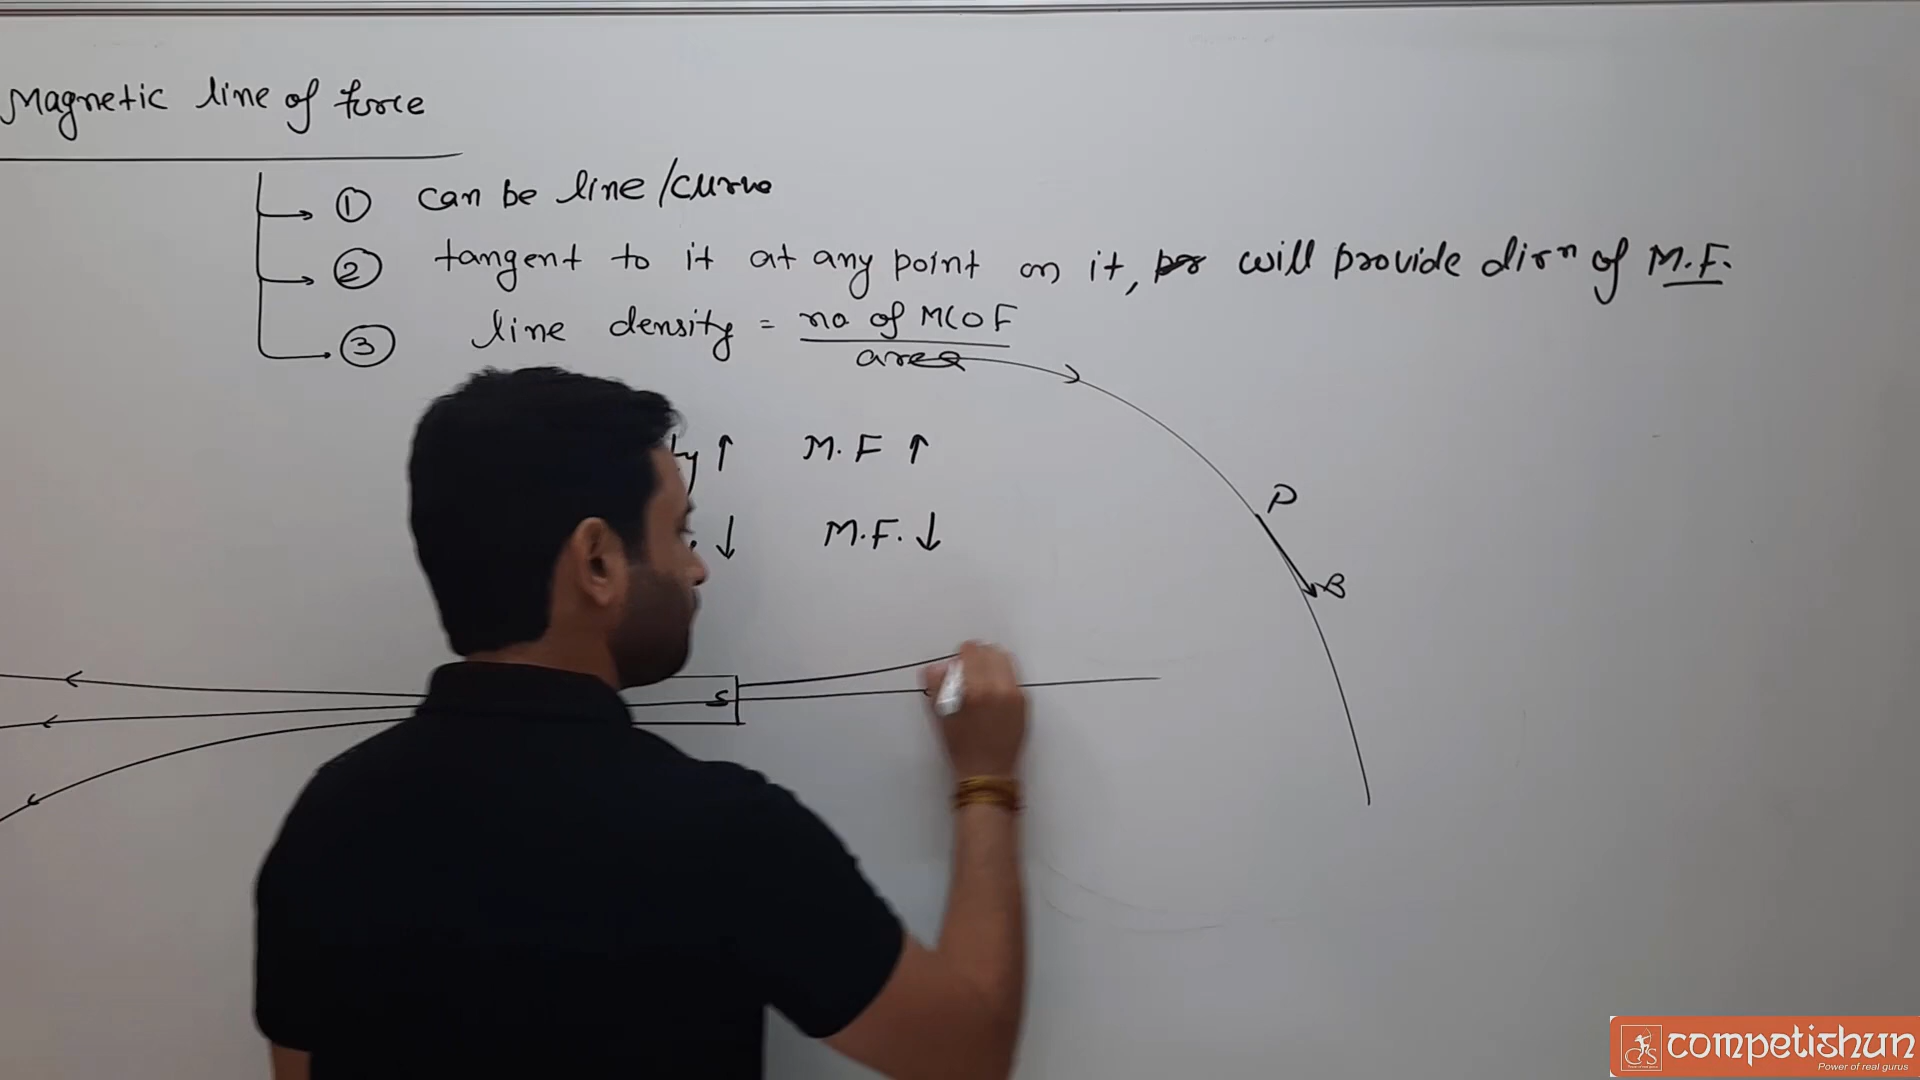 Magnetic line of force
① can be line/curve
② tangent to it at any point on it, will provide dirⁿ of M.F.
③ line density = no of MLOF
area
↑ M.F ↑
↓ M.F. ↓
P
B
S
competishun
Power of real gurus